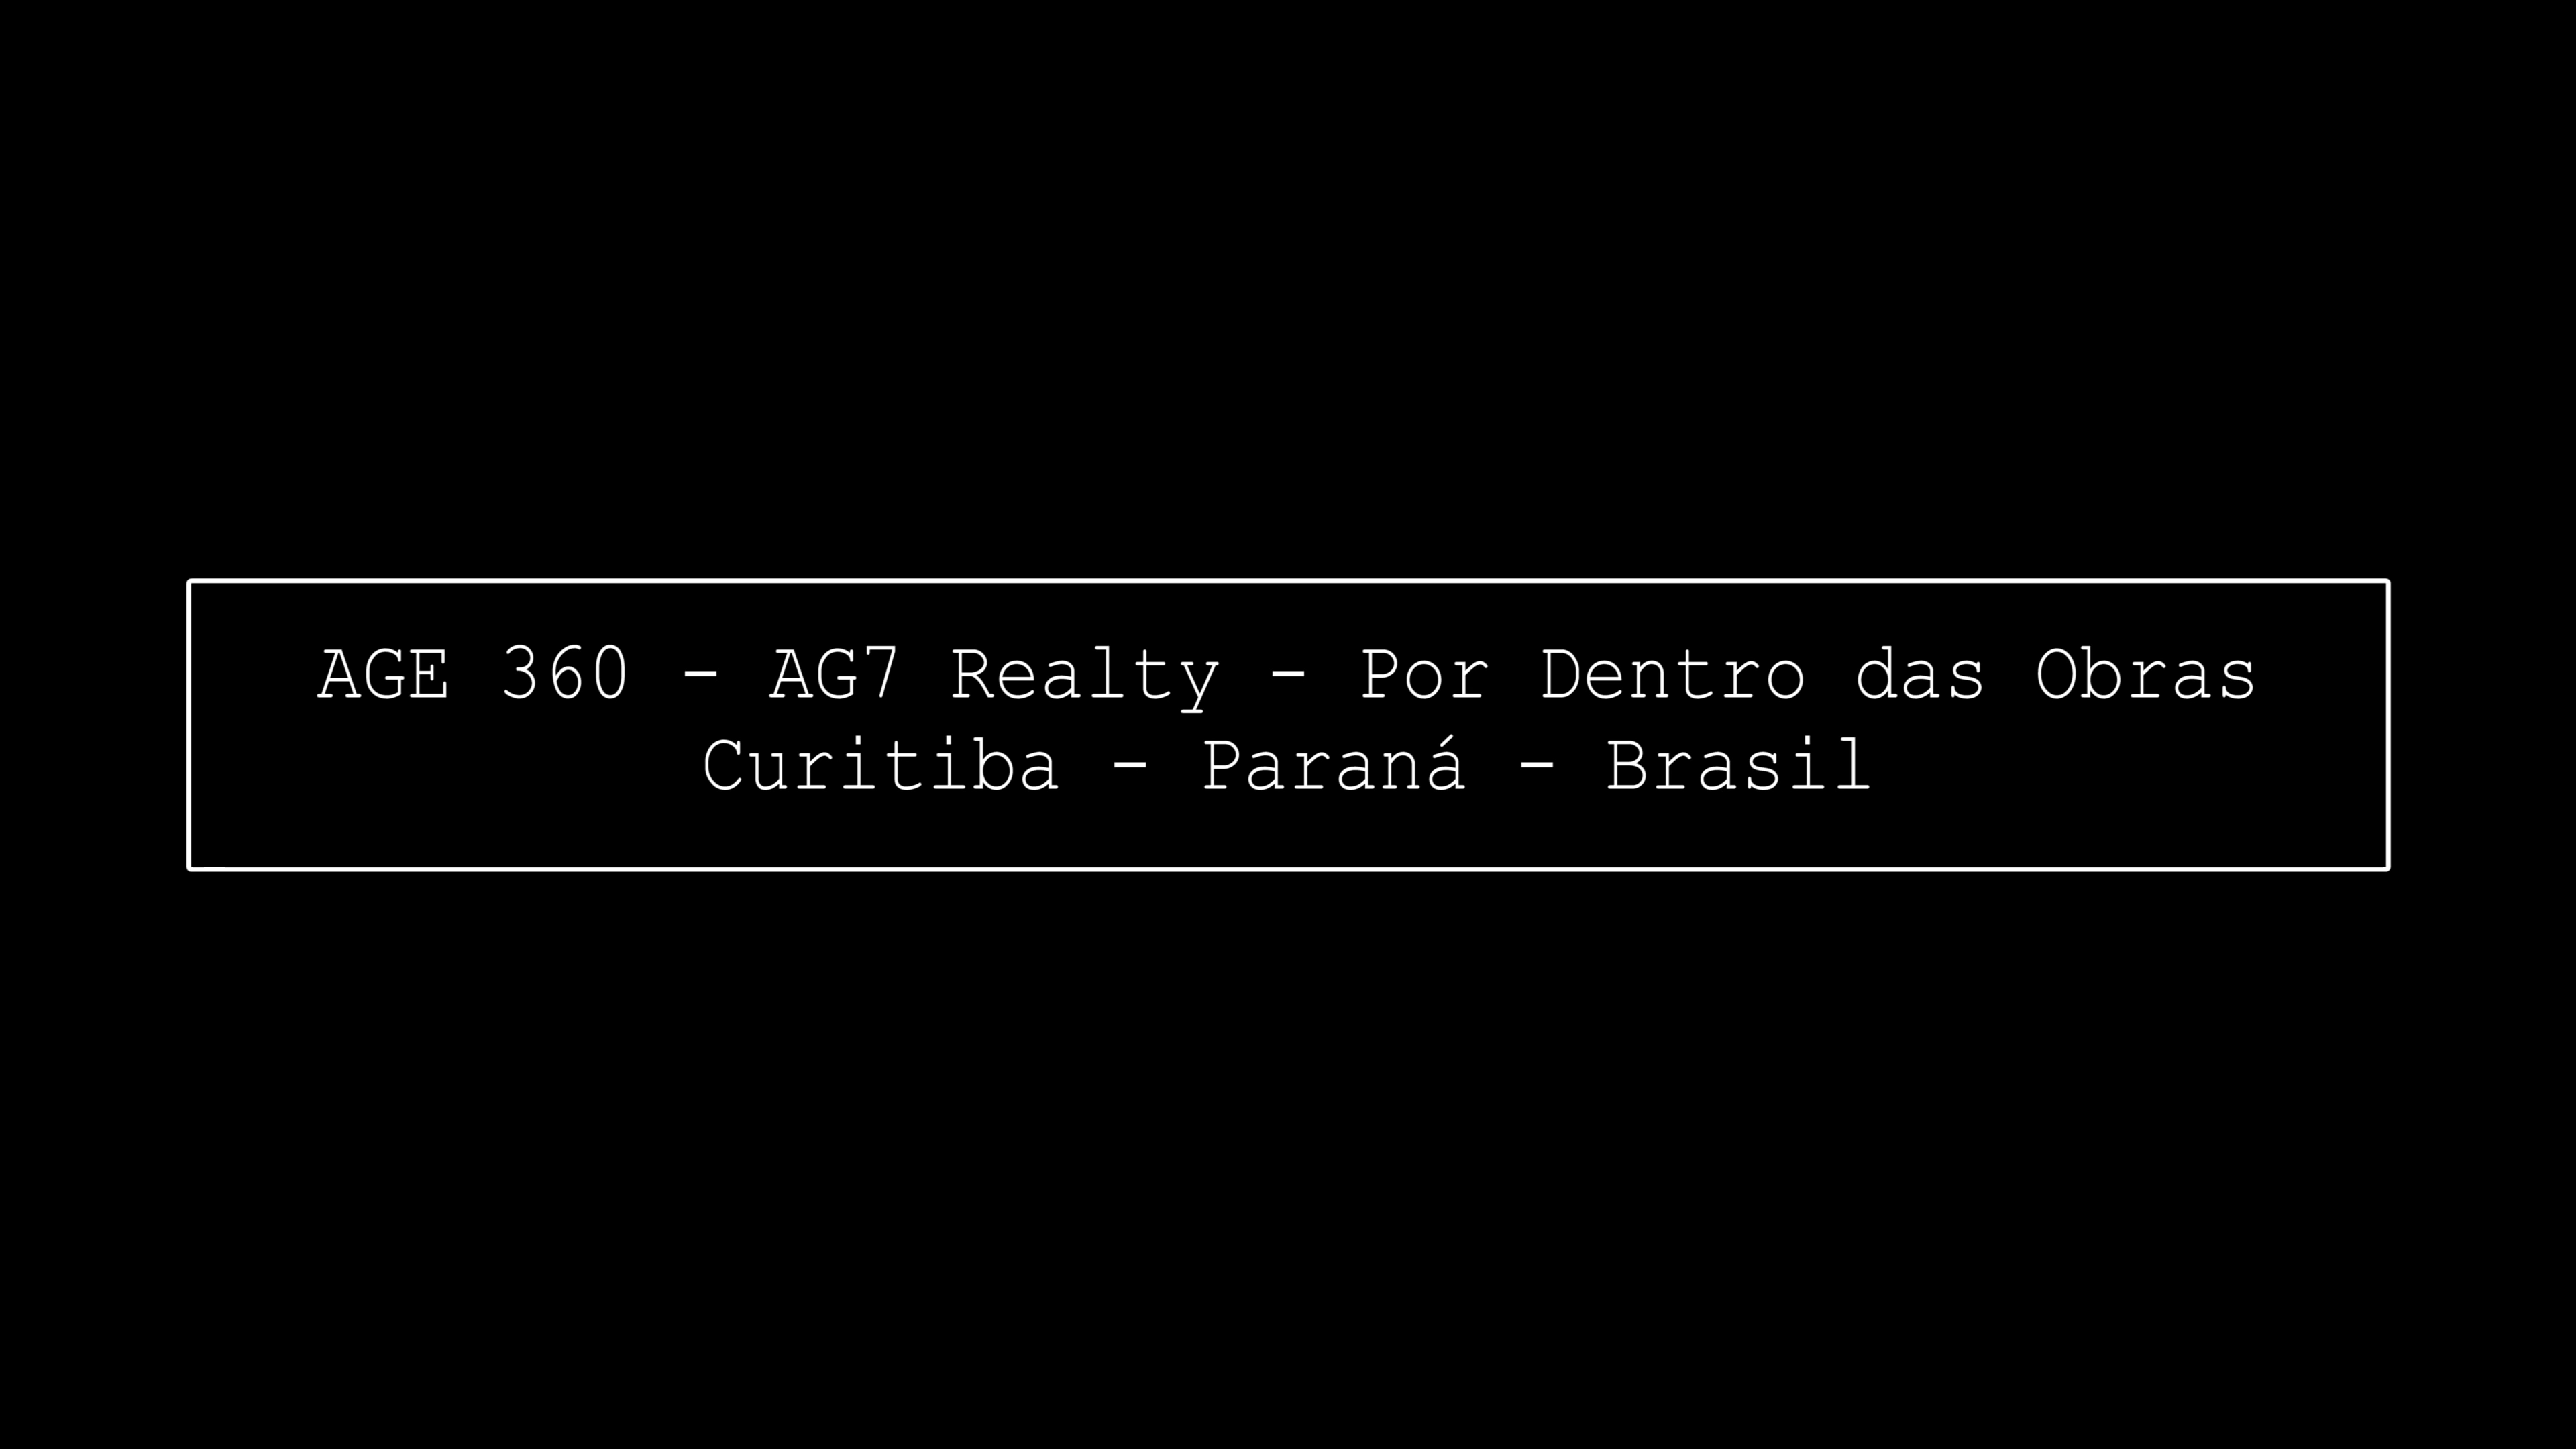 AGE 360 - AG7 Realty - Por Dentro das Obras
Curitiba - Paraná - Brasil